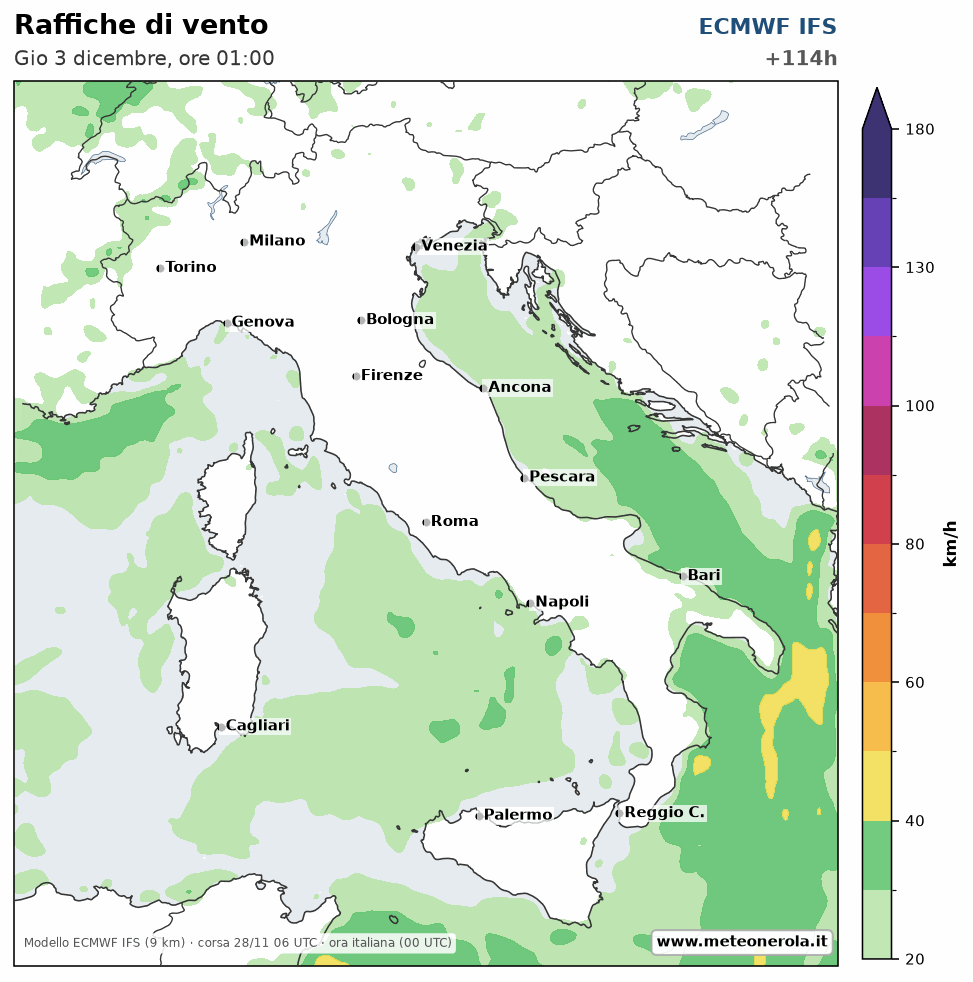 Raffiche di vento
ECMWF IFS
Gio 3 dicembre, ore 01:00
+114h
Milano
Venezia
Torino
Genova
Bologna
Firenze
Ancona
Pescara
Roma
Bari
Napoli
Cagliari
Palermo
Reggio C.
180
130
100
80
60
40
20
km/h
Modello ECMWF IFS (9 km) · corsa 28/11 06 UTC · ora italiana (00 UTC)
www.meteonerola.it